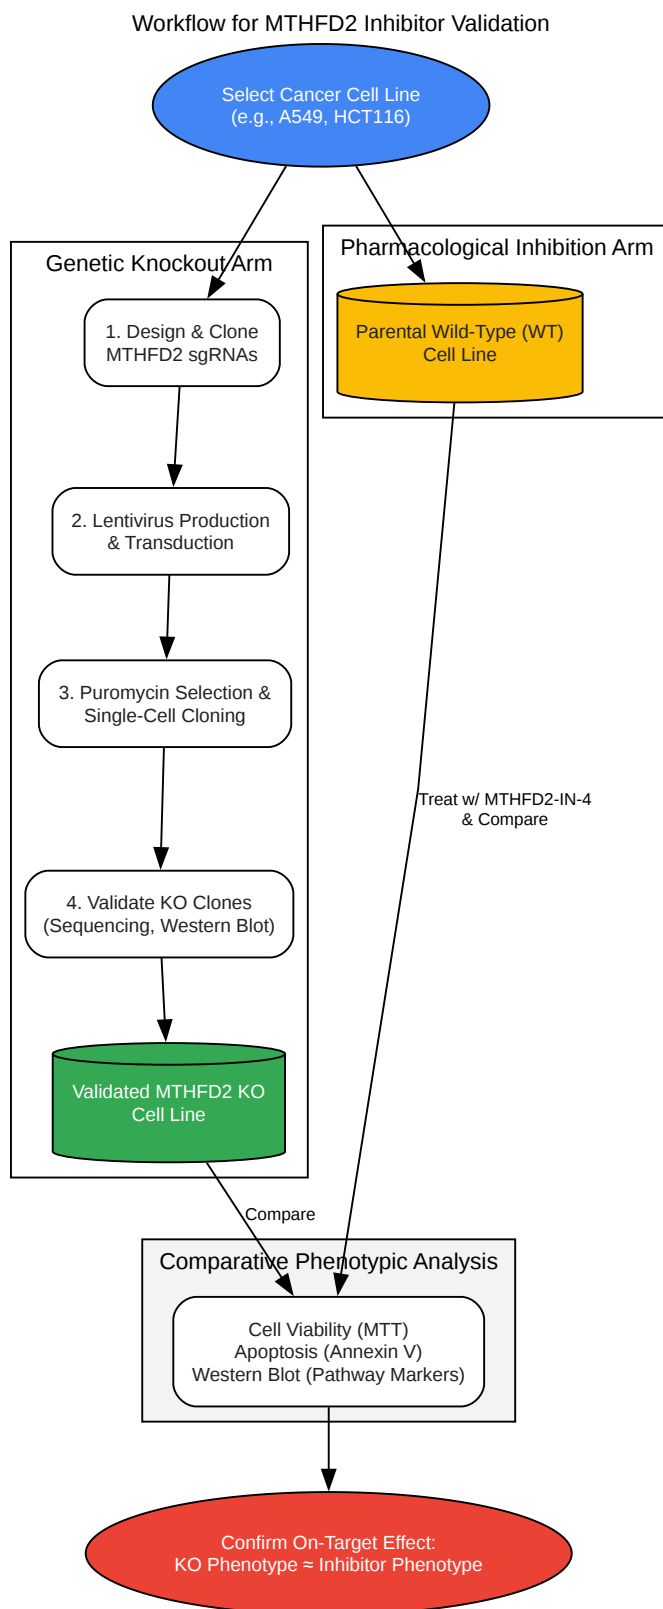 Workflow for MTHFD2 Inhibitor Validation
Select Cancer Cell Line
(e.g., A549, HCT116)
Genetic Knockout Arm
1. Design & Clone
MTHFD2 sgRNAs
2. Lentivirus Production
& Transduction
3. Puromycin Selection &
Single-Cell Cloning
4. Validate KO Clones
(Sequencing, Western Blot)
Validated MTHFD2 KO
Cell Line
Pharmacological Inhibition Arm
Parental Wild-Type (WT)
Cell Line
Treat w/ MTHFD2-IN-4
& Compare
Compare
Comparative Phenotypic Analysis
Cell Viability (MTT)
Apoptosis (Annexin V)
Western Blot (Pathway Markers)
Confirm On-Target Effect:
KO Phenotype ≈ Inhibitor Phenotype